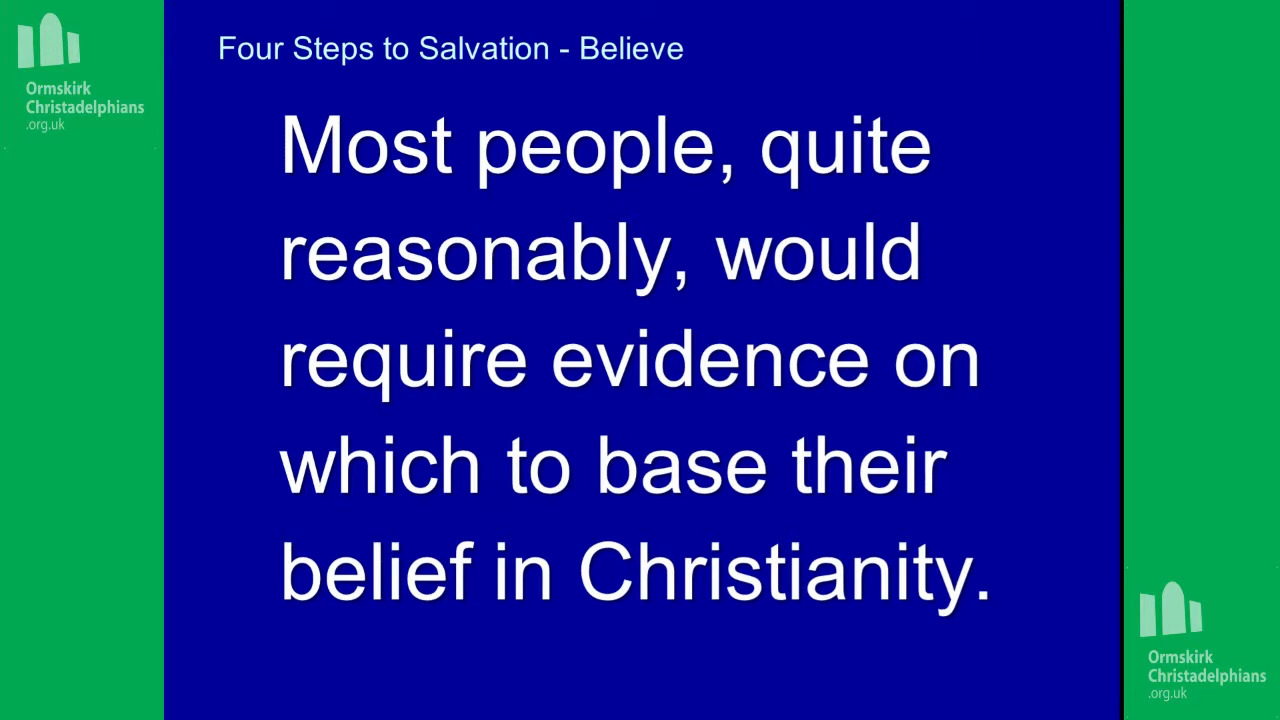 Ormskirk
Christadelphians
.org.uk
Four Steps to Salvation - Believe
Most people, quite
reasonably, would
require evidence on
which to base their
belief in Christianity.
Ormskirk
Christadelphians
.org.uk